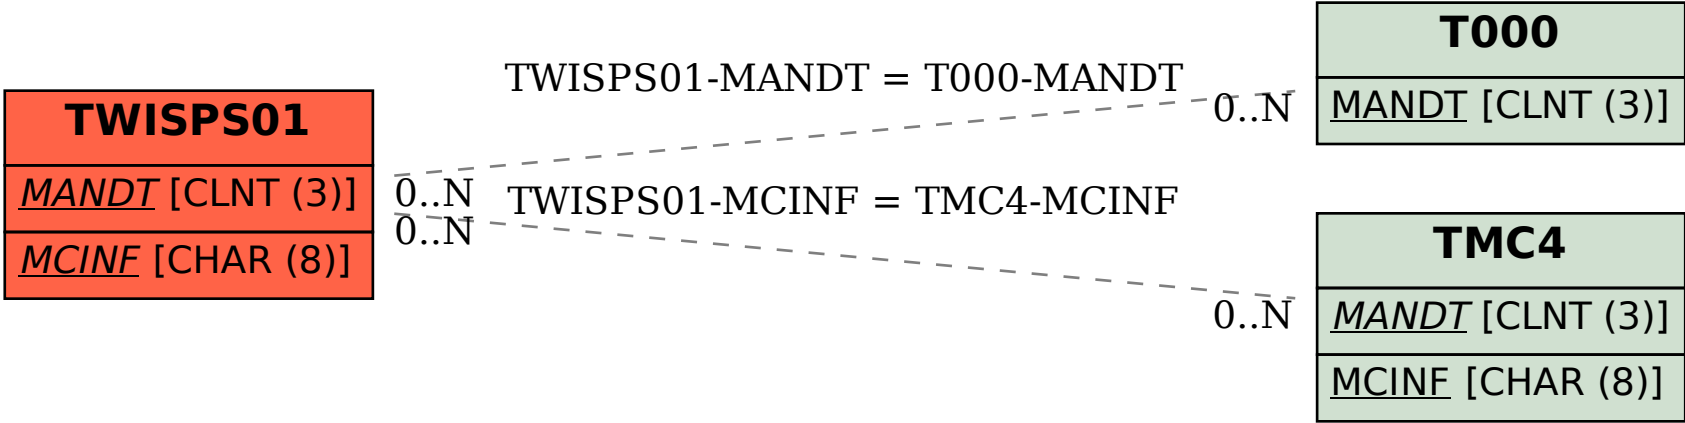 TWISPS01
MANDT [CLNT (3)]
MCINF [CHAR (8)]
TWISPS01-MANDT = T000-MANDT
0..N
0..N
TWISPS01-MCINF = TMC4-MCINF
0..N
0..N
T000
MANDT [CLNT (3)]
TMC4
MANDT [CLNT (3)]
MCINF [CHAR (8)]